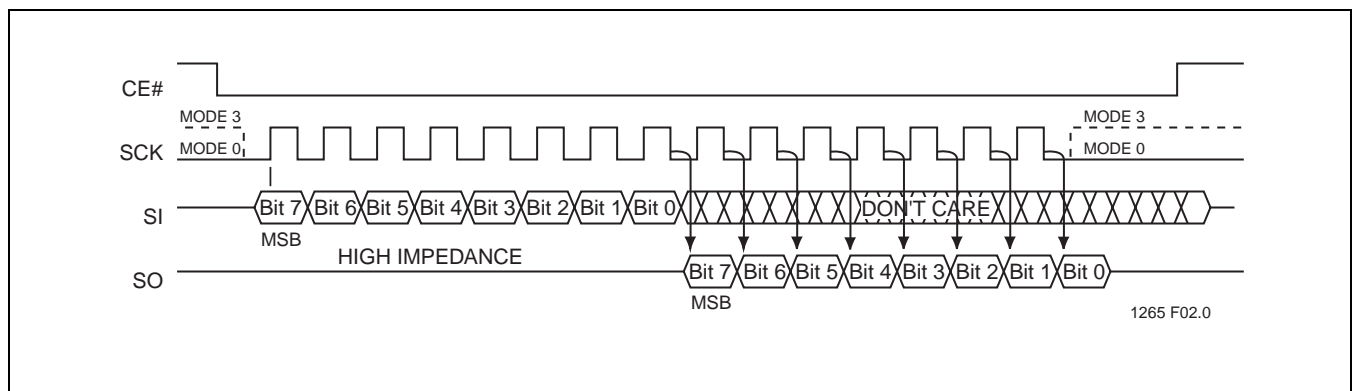 CE#
MODE 3 MODE 3
SCK MODE 0 MODE 0
SI Bit 7 Bit 6 Bit 5 Bit 4 Bit 3 Bit 2 Bit 1 Bit 0 DON'T CARE
MSB
HIGH IMPEDANCE
SO Bit 7 Bit 6 Bit 5 Bit 4 Bit 3 Bit 2 Bit 1 Bit 0
MSB
1265 F02.0